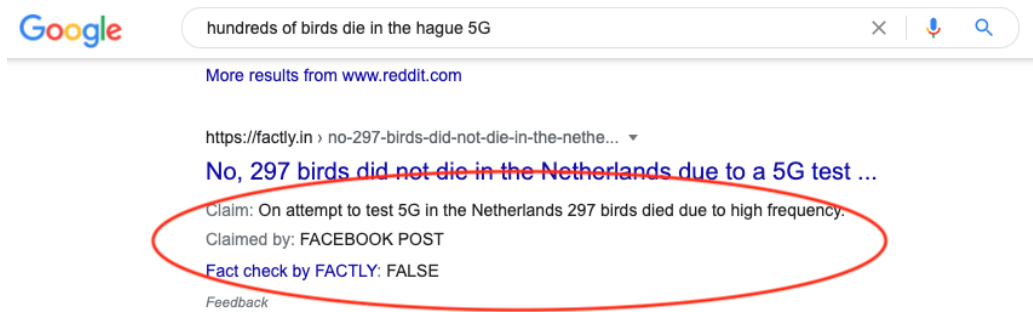 Google hundreds of birds die in the hague 5G
More results from www.reddit.com
https://factly.in › no-297-birds-did-not-die-in-the-nethe...
No, 297 birds did not die in the Netherlands due to a 5G test ...
Claim: On attempt to test 5G in the Netherlands 297 birds died due to high frequency.
Claimed by: FACEBOOK POST
Fact check by FACTLY: FALSE
Feedback